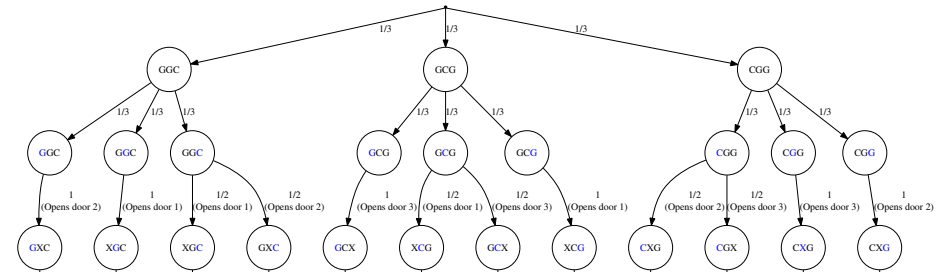 1/3 1/3 1/3
GGC GCG CGG
1/3 1/3 1/3 1/3 1/3 1/3 1/3 1/3 1/3
GGC GGC GGC GCG GCG GCG CGG CGG CGG
1 1 1/2 1/2 1 1/2 1/2 1 1/2 1/2 1 1
(Opens door 2) (Opens door 1) (Opens door 1) (Opens door 2) (Opens door 3) (Opens door 1) (Opens door 3) (Opens door 1) (Opens door 2) (Opens door 3) (Opens door 3) (Opens door 2)
GXC XGC XGC GXC GCX XCG GCX XCG CXG CGX CXG CXG